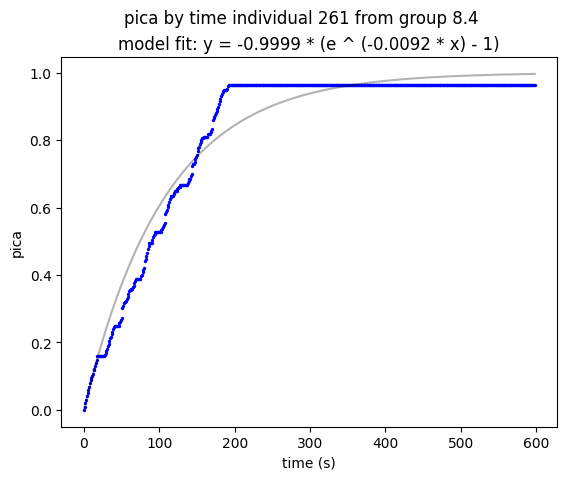 pica by time individual 261 from group 8.4
model fit: y = -0.9999 * (e ^ (-0.0092 * x) - 1)
1.0
0.8
0.6
0.4
0.2
0.0
pica
0 100 200 300 400 500 600
time (s)